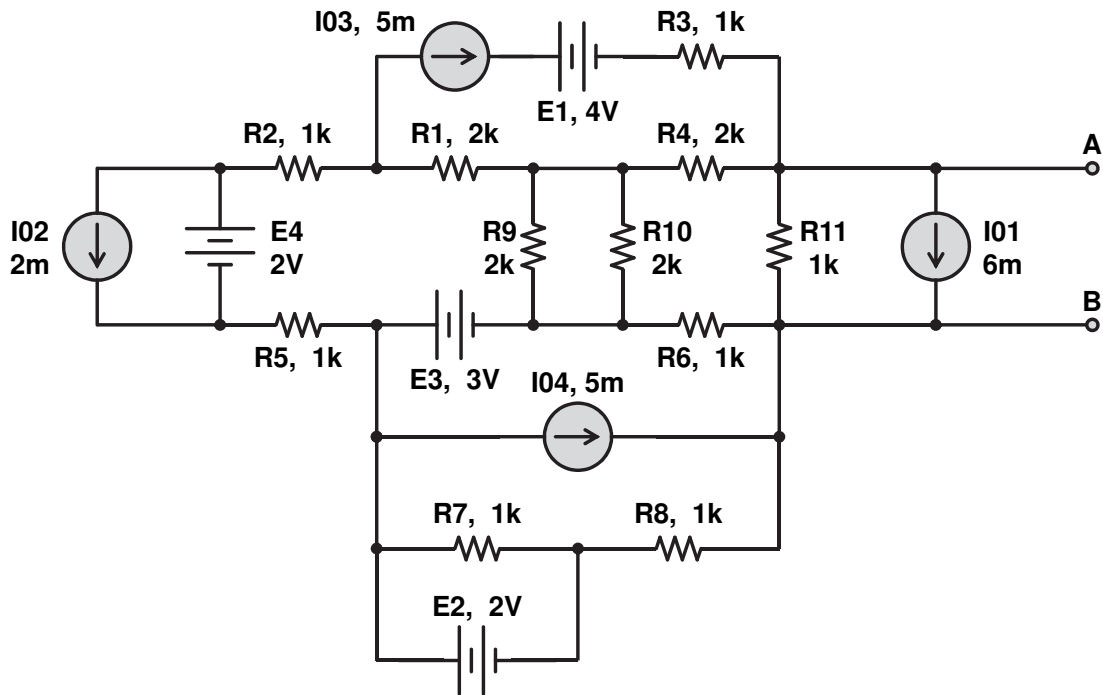 I03, 5m
R3, 1k
E1, 4V
R2, 1k
R1, 2k
R4, 2k
A
I02
2m
E4
2V
R9
2k
R10
2k
R11
1k
I01
6m
B
R5, 1k
E3, 3V
R6, 1k
I04, 5m
R7, 1k
R8, 1k
E2, 2V